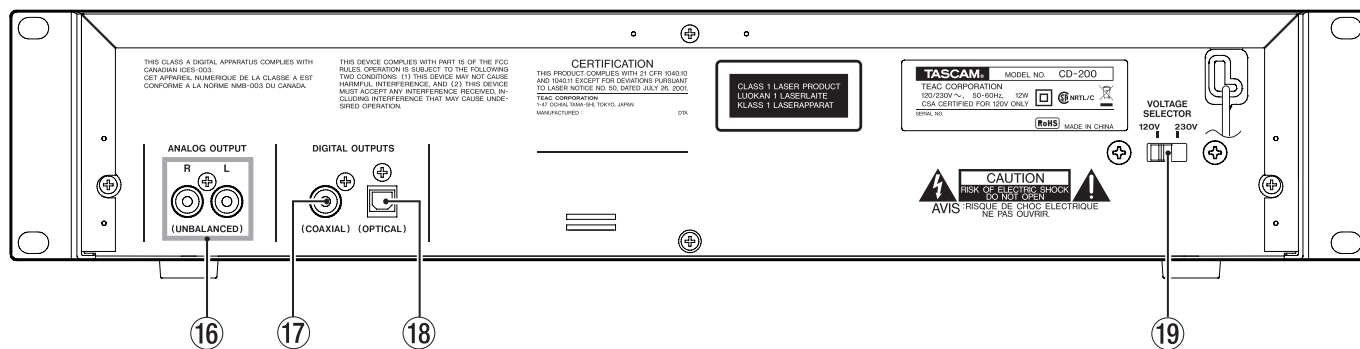 THIS CLASS A DIGITAL APPARATUS COMPLIES WITH
CANADIAN ICES-003.
CET APPAREIL NUMERIQUE DE LA CLASSE A EST
CONFORME A LA NORME NMB-003 DU CANADA.
THIS DEVICE COMPLIES WITH PART 15 OF THE FCC
RULES. OPERATION IS SUBJECT TO THE FOLLOWING
TWO CONDITIONS: (1) THIS DEVICE MAY NOT CAUSE
HARMFUL INTERFERENCE, AND (2) THIS DEVICE
MUST ACCEPT ANY INTERFERENCE RECEIVED, IN-
CLUDING INTERFERENCE THAT MAY CAUSE UNDE-
SIRED OPERATION.
CERTIFICATION
THIS PRODUCT COMPLIES WITH 21 CFR 1040.10
AND 1040.11 EXCEPT FOR DEVIATIONS PURSUANT
TO LASER NOTICE NO. 50, DATED JULY 26, 2001.
TEAC CORPORATION
1-47 OCHIAI, TAMA-SHI, TOKYO, JAPAN
MANUFACTURED : DTA
CLASS 1 LASER PRODUCT
LUOKAN 1 LASERLAITE
KLASS 1 LASERAPPARAT
TASCAM® MODEL NO. CD-200
TEAC CORPORATION
120/230V ~, 50-60Hz, 12W
CSA CERTIFIED FOR 120V ONLY
NRTL/C
SERIAL NO.
RoHS MADE IN CHINA
VOLTAGE
SELECTOR
120V 230V
ANALOG OUTPUT
R L
(UNBALANCED)
DIGITAL OUTPUTS
(COAXIAL) (OPTICAL)
CAUTION
RISK OF ELECTRIC SHOCK
DO NOT OPEN
AVIS : RISQUE DE CHOC ELECTRIQUE
NE PAS OUVRIR.
16 17 18 19